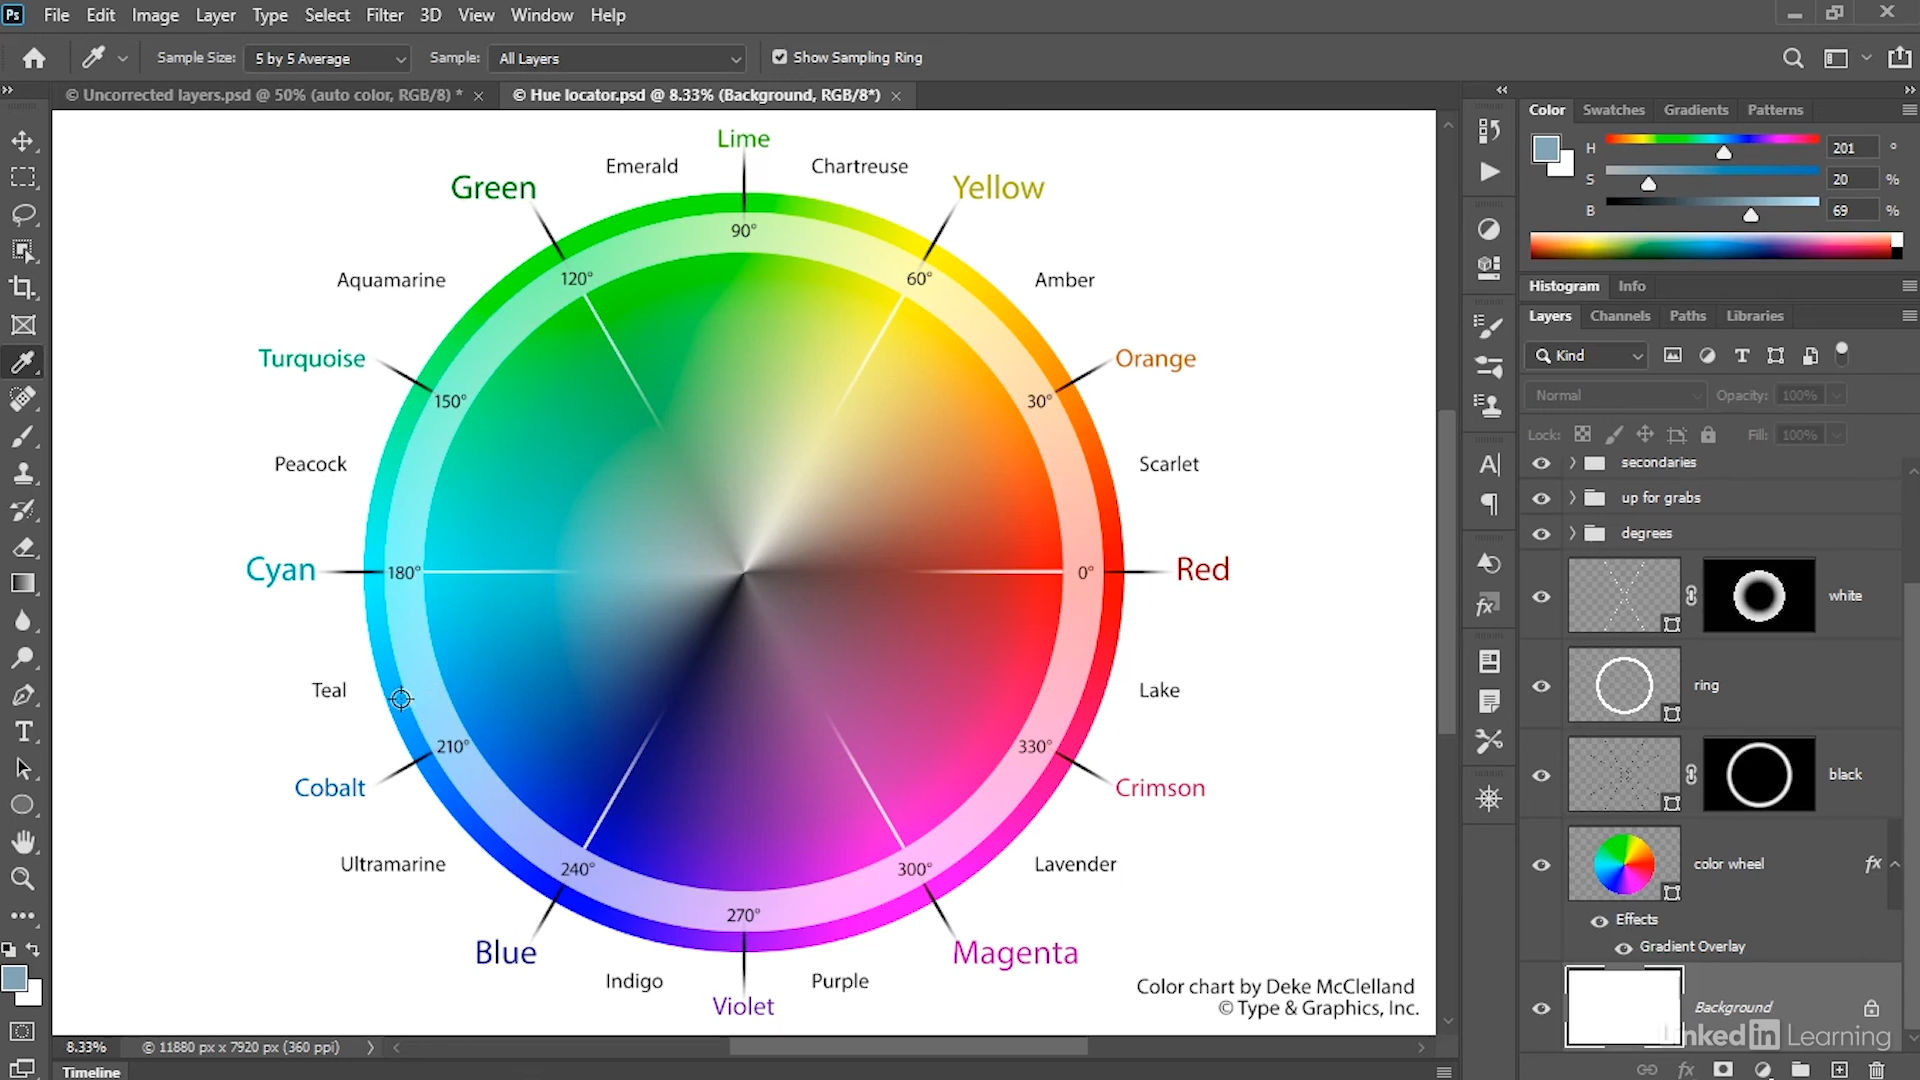 Ps File Edit Image Layer Type Select Filter 3D View Window Help
Sample Size: 5 by 5 Average Sample: All Layers Show Sampling Ring
© Uncorrected layers.psd @ 50% (auto color, RGB/8) * × © Hue locator.psd @ 8.33% (Background, RGB/8*) ×
Color Swatches Gradients Patterns
H 201 °
S 20 %
B 69 %
Histogram Info
Layers Channels Paths Libraries
Kind
Normal Opacity: 100%
Lock: Fill: 100%
secondaries
up for grabs
degrees
white
ring
black
color wheel fx
Effects
Gradient Overlay
Background
Lime
Emerald
Chartreuse
Green
Yellow
90°
120°
60°
Aquamarine
Amber
Turquoise
Orange
150°
30°
Peacock
Scarlet
Cyan
180°
0°
Red
Teal
Lake
210°
330°
Cobalt
Crimson
Ultramarine
240°
300°
Lavender
270°
Blue
Magenta
Indigo
Purple
Violet
Color chart by Deke McClelland
© Type & Graphics, Inc.
LinkedIn Learning
8.33% © 11880 px x 7920 px (360 ppi)
Timeline